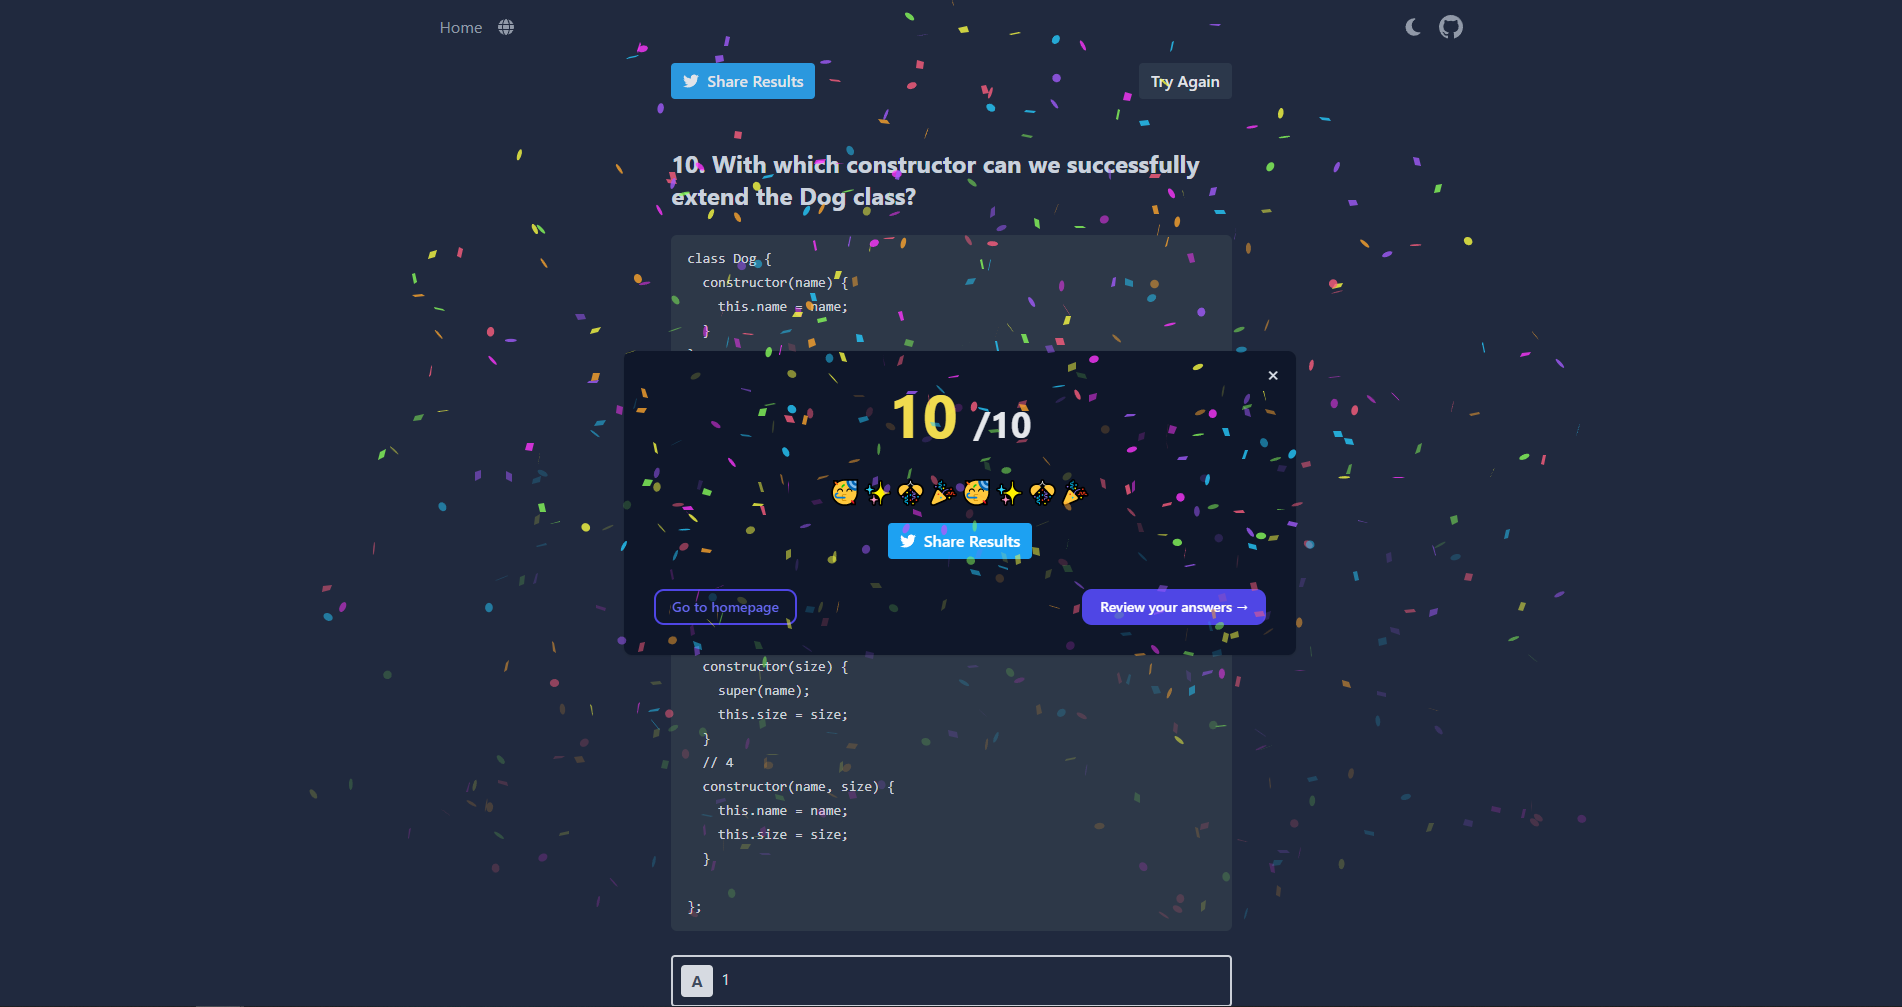 Home
Share Results
Try Again
10. With which constructor can we successfully
extend the Dog class?
class Dog {
constructor(name) {
this.name = name;
}
10 /10
Share Results
Go to homepage
Review your answers →
constructor(size) {
super(name);
this.size = size;
}
// 4
constructor(name, size) {
this.name = name;
this.size = size;
}
};
A 1